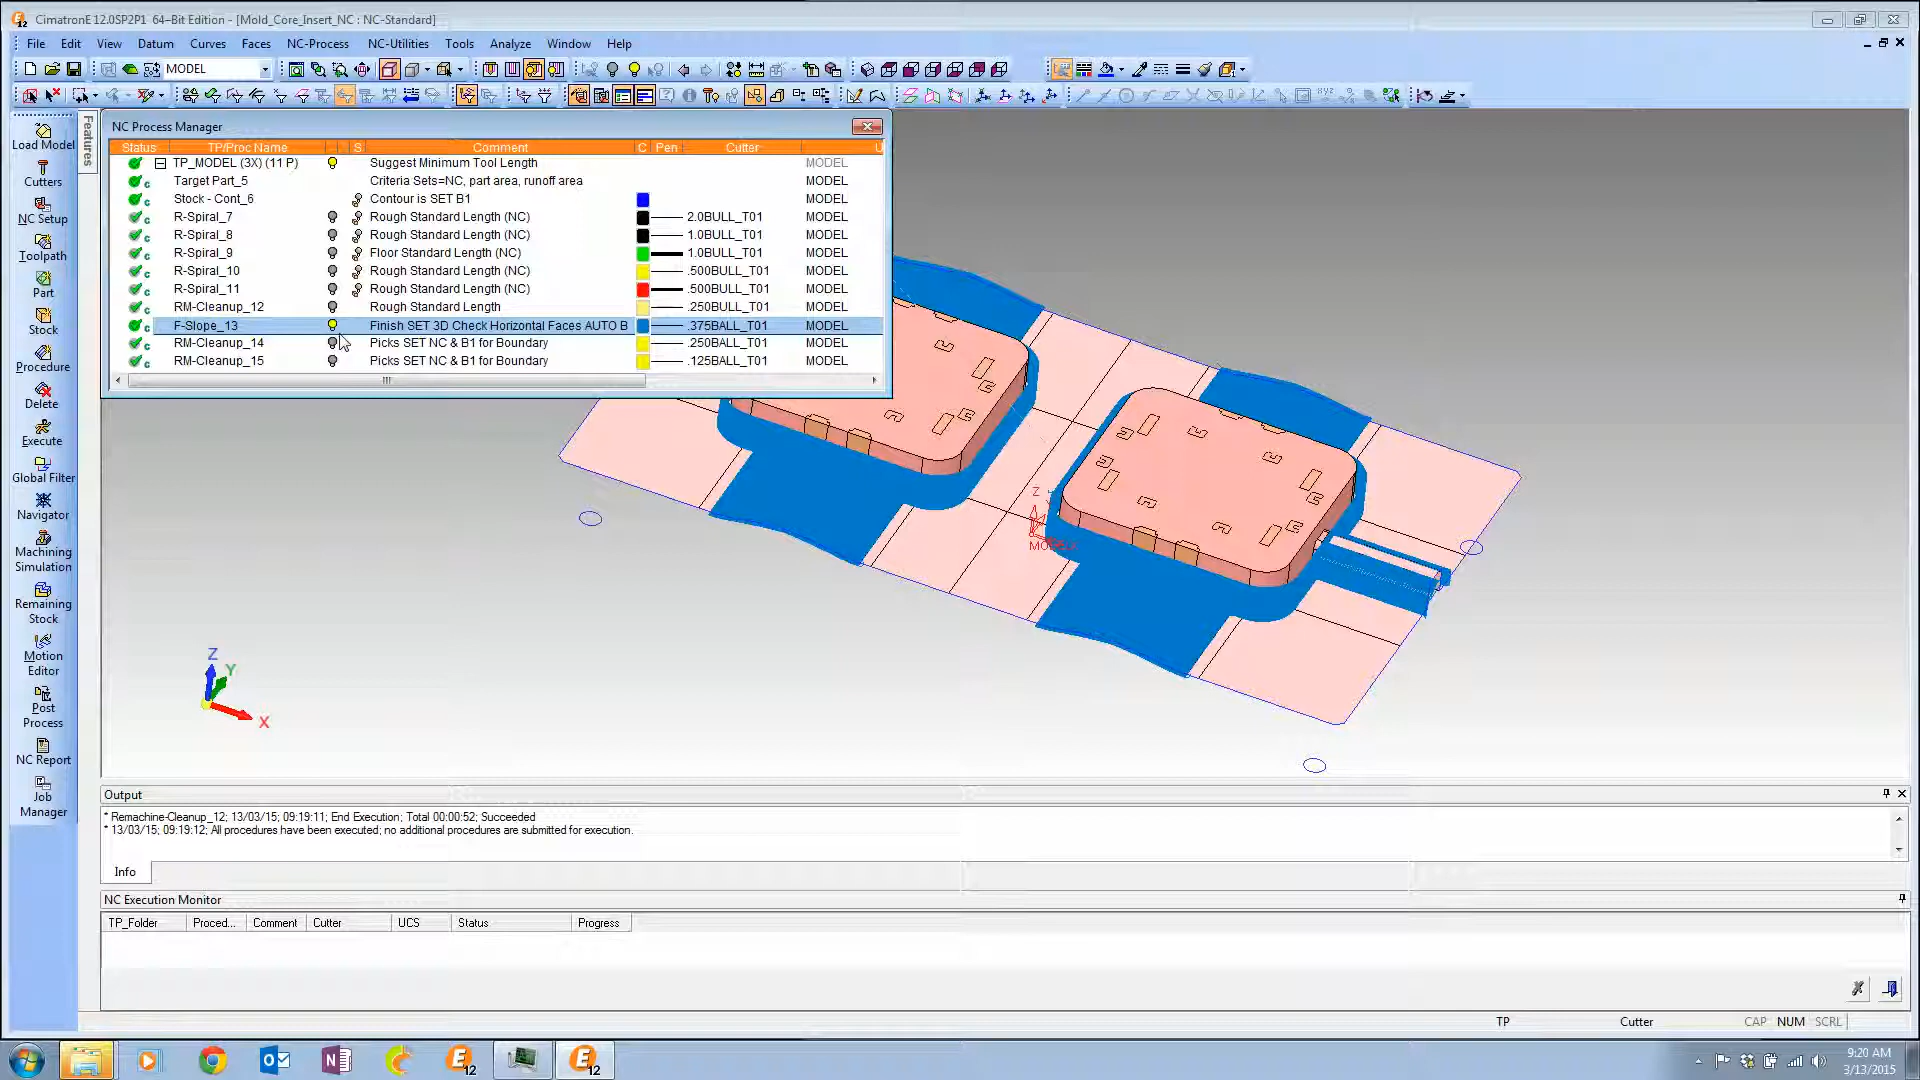 CimatronE 12.0SP2P1 64-Bit Edition - [Mold_Core_Insert_NC : NC-Standard]
File Edit View Datum Curves Faces NC-Process NC-Utilities Tools Analyze Window Help
MODEL
Features
Load Model
Cutters
NC Setup
Toolpath
Part
Stock
Procedure
Delete
Execute
Global Filter
Navigator
Machining
Simulation
Remaining
Stock
Motion
Editor
Post
Process
NC Report
Job
Manager
NC Process Manager
Status TP/Proc Name S Comment C Pen Cutter U
TP_MODEL (3X) (11 P) Suggest Minimum Tool Length MODEL
Target Part_5 Criteria Sets=NC, part area, runoff area MODEL
Stock - Cont_6 Contour is SET B1 MODEL
R-Spiral_7 Rough Standard Length (NC) 2.0BULL_T01 MODEL
R-Spiral_8 Rough Standard Length (NC) 1.0BULL_T01 MODEL
R-Spiral_9 Floor Standard Length (NC) 1.0BULL_T01 MODEL
R-Spiral_10 Rough Standard Length (NC) .500BULL_T01 MODEL
R-Spiral_11 Rough Standard Length (NC) .500BULL_T01 MODEL
RM-Cleanup_12 Rough Standard Length .250BULL_T01 MODEL
F-Slope_13 Finish SET 3D Check Horizontal Faces AUTO B .375BALL_T01 MODEL
RM-Cleanup_14 Picks SET NC & B1 for Boundary .250BALL_T01 MODEL
RM-Cleanup_15 Picks SET NC & B1 for Boundary .125BALL_T01 MODEL
Z
Z
Y
X
Output
* Remachine-Cleanup_12; 13/03/15; 09:19:11; End Execution; Total 00:00:52; Succeeded
* 13/03/15; 09:19:12; All procedures have been executed; no additional procedures are submitted for execution.
Info
NC Execution Monitor
TP_Folder Proced... Comment Cutter UCS Status Progress
TP Cutter CAP NUM SCRL
9:20 AM
3/13/2015